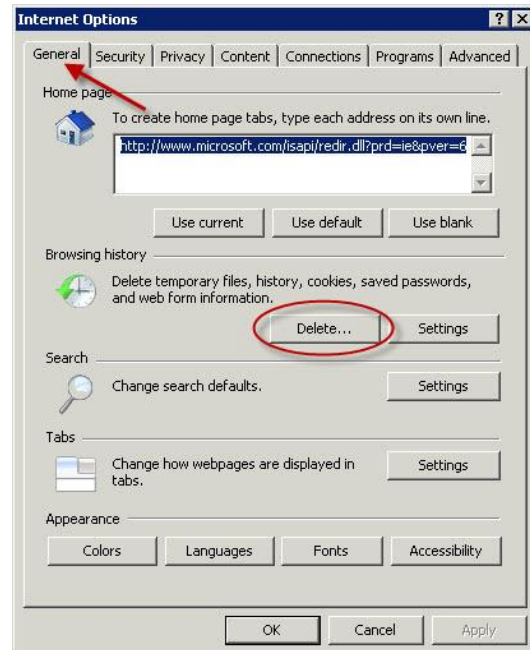 Internet Options
General Security Privacy Content Connections Programs Advanced
Home page
To create home page tabs, type each address on its own line.
http://www.microsoft.com/isapi/redir.dll?prd=ie&pver=6
Use current Use default Use blank
Browsing history
Delete temporary files, history, cookies, saved passwords,
and web form information.
Delete... Settings
Search
Change search defaults. Settings
Tabs
Change how webpages are displayed in
tabs.
Settings
Appearance
Colors Languages Fonts Accessibility
OK Cancel Apply